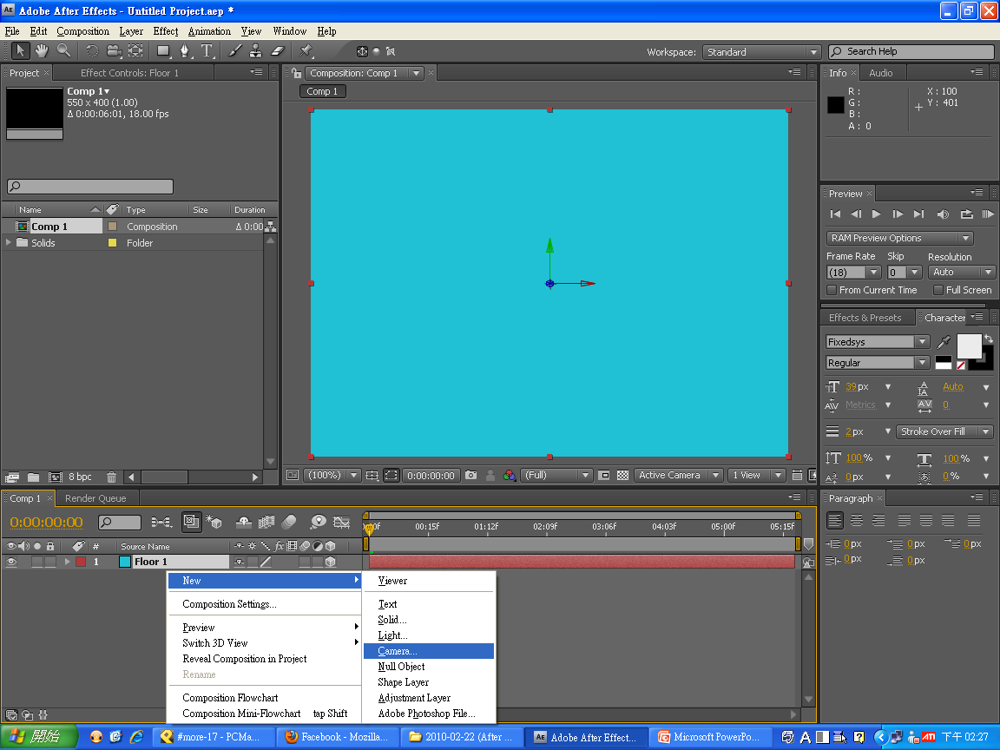 Adobe After Effects - Untitled Project.aep *
File Edit Composition Layer Effect Animation View Window Help
Workspace: Standard Search Help
Project × Effect Controls: Floor 1
Comp 1▾
550 x 400 (1.00)
Δ 0:00:06:01, 18.00 fps
Name Type Size Duration
Comp 1 Composition Δ 0:00
Solids Folder
8 bpc
Composition: Comp 1
Comp 1
(100%) 0:00:00:00 (Full) Active Camera 1 View
Info × Audio
R :
G :
B :
A : 0
X : 100
Y : 401
Preview ×
RAM Preview Options
Frame Rate Skip Resolution
(18) 0 Auto
From Current Time Full Screen
Effects & Presets Character
Fixedsys
Regular
39 px Auto
Metrics 0
2 px Stroke Over Fill
100 % 100 %
0 px 0 %
Paragraph ×
0 px 0 px 0 px
0 px 0 px
Comp 1 × Render Queue
0:00:00:00
00:15F 01:12F 02:09F 03:06F 04:03F 05:00F 05:15F
# Source Name
1 Floor 1
New
Composition Settings...
Preview
Switch 3D View
Reveal Composition in Project
Rename
Composition Flowchart
Composition Mini-Flowchart tap Shift
Viewer
Text
Solid...
Light...
Camera...
Null Object
Shape Layer
Adjustment Layer
Adobe Photoshop File...
開始 #more-17 - PCMa... Facebook - Mozilla... 2010-02-22 (After ... Adobe After Effect... Microsoft PowerPo... 下午 02:27